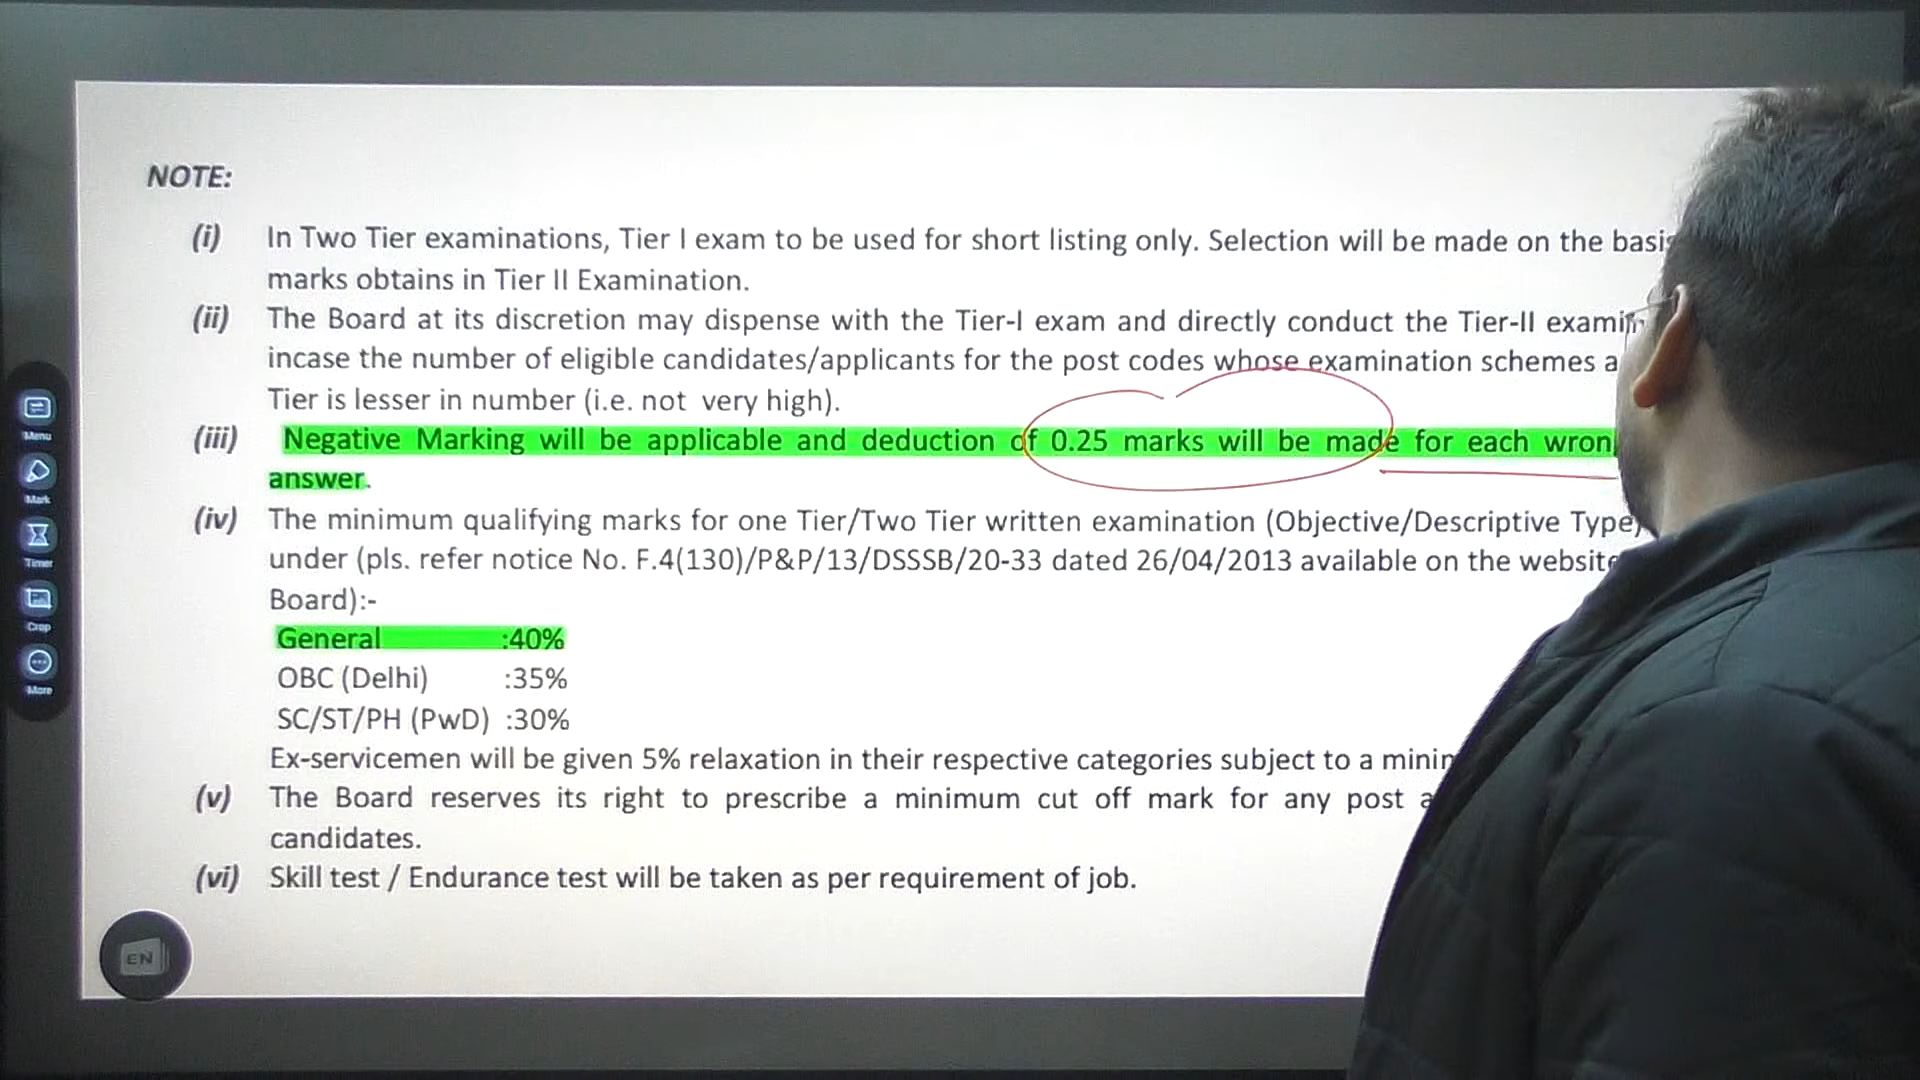 NOTE:
(i) In Two Tier examinations, Tier I exam to be used for short listing only. Selection will be made on the basis
marks obtains in Tier II Examination.
(ii) The Board at its discretion may dispense with the Tier-I exam and directly conduct the Tier-II
incase the number of eligible candidates/applicants for the post codes whose examination schemes
Tier is lesser in number (i.e. not very high).
(iii) Negative Marking will be applicable and deduction of 0.25 marks will be made for each
answer.
(iv) The minimum qualifying marks for one Tier/Two Tier written examination (Objective/Descriptive Type)
under (pls. refer notice No. F.4(130)/P&P/13/DSSSB/20-33 dated 26/04/2013 available on the
Board):-
General :40%
OBC (Delhi) :35%
SC/ST/PH (PwD) :30%
Ex-servicemen will be given 5% relaxation in their respective categories subject to a
(v) The Board reserves its right to prescribe a minimum cut off mark for any post
candidates.
(vi) Skill test / Endurance test will be taken as per requirement of job.
Menu
Mark
Timer
Crop
More
EN